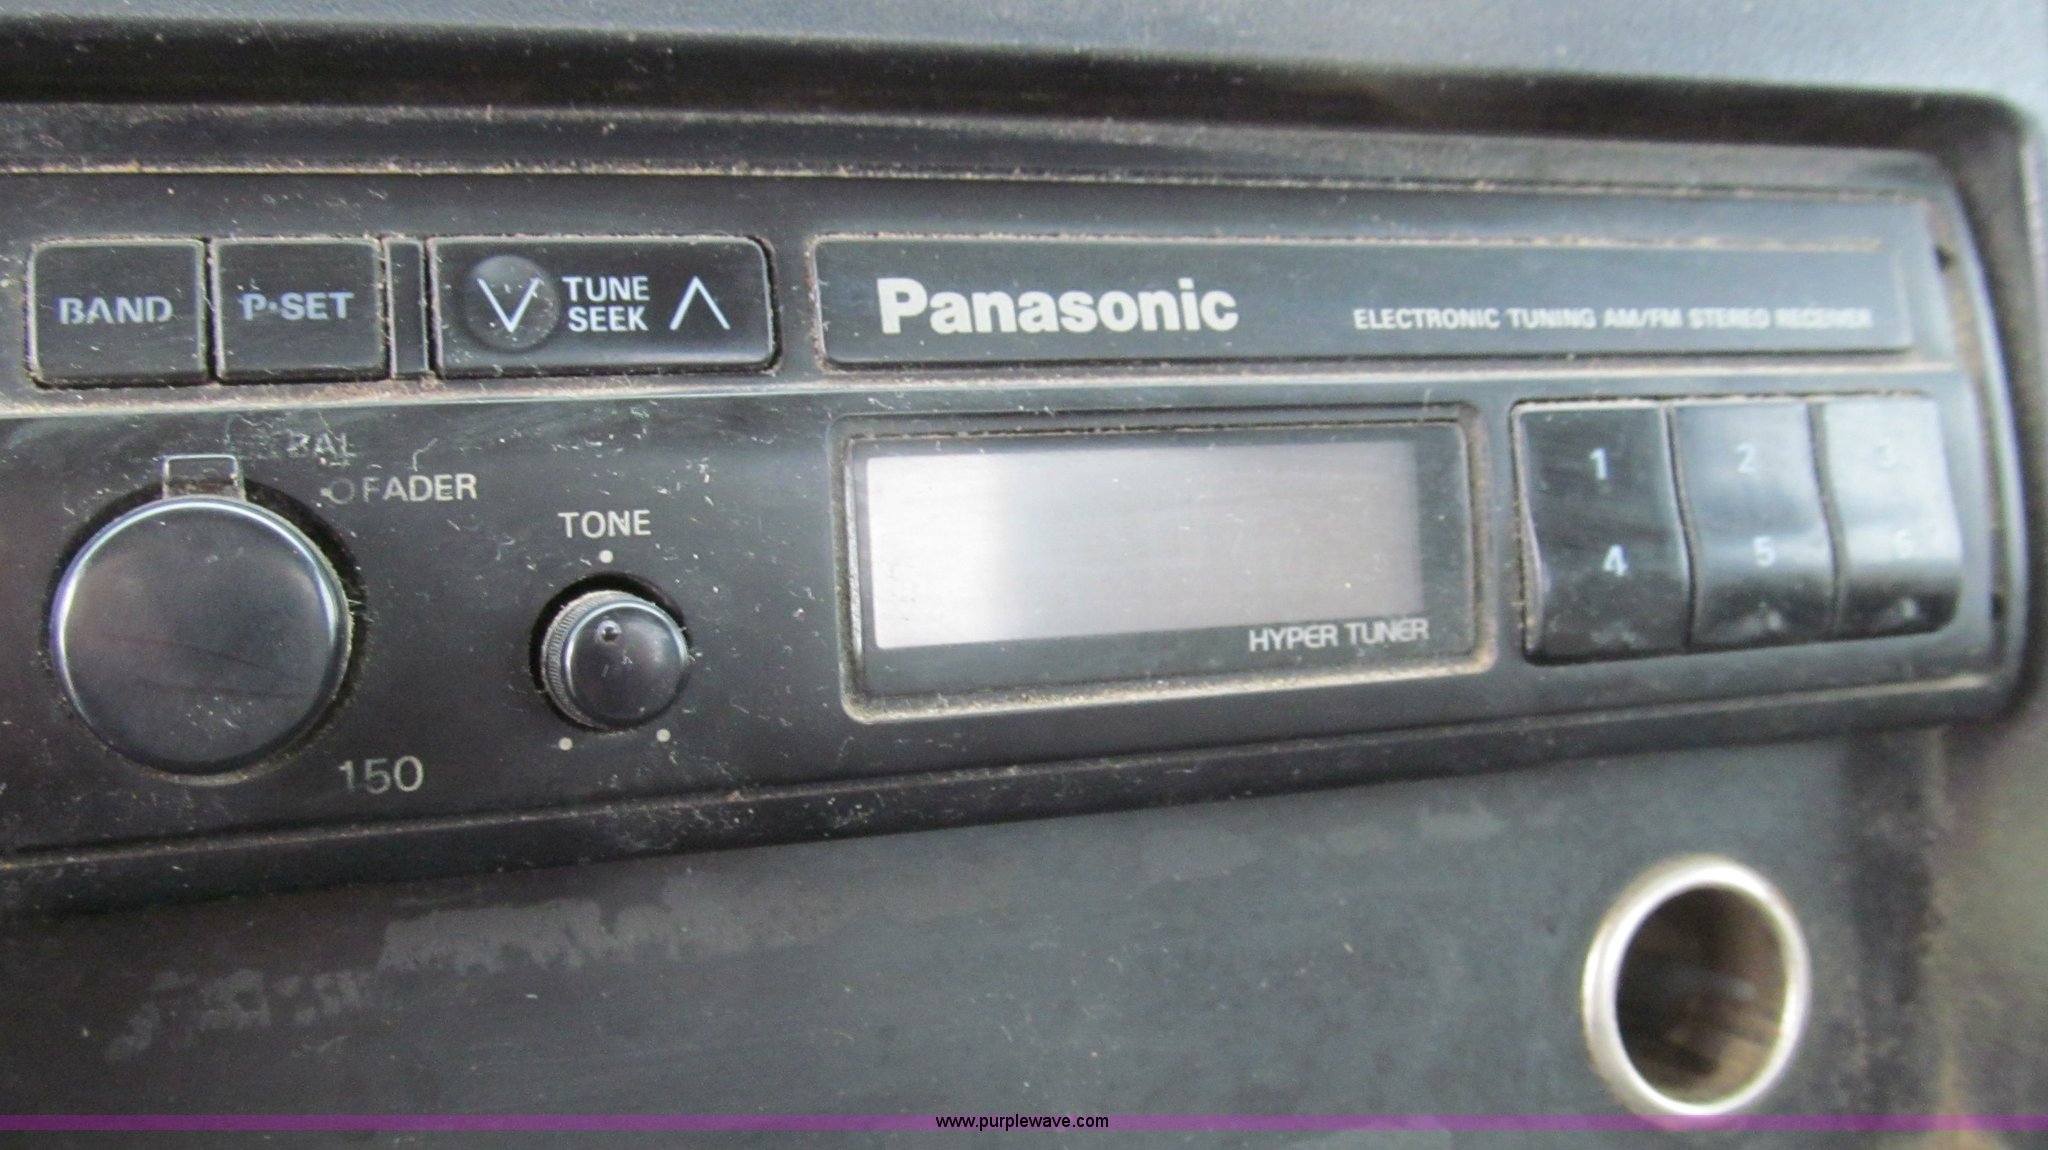 BAND
P·SET
TUNE
SEEK
Panasonic
ELECTRONIC TUNING AM/FM STEREO RECEIVER
BAL
FADER
TONE
150
HYPER TUNER
1 2 3
4 5 6
www.purplewave.com